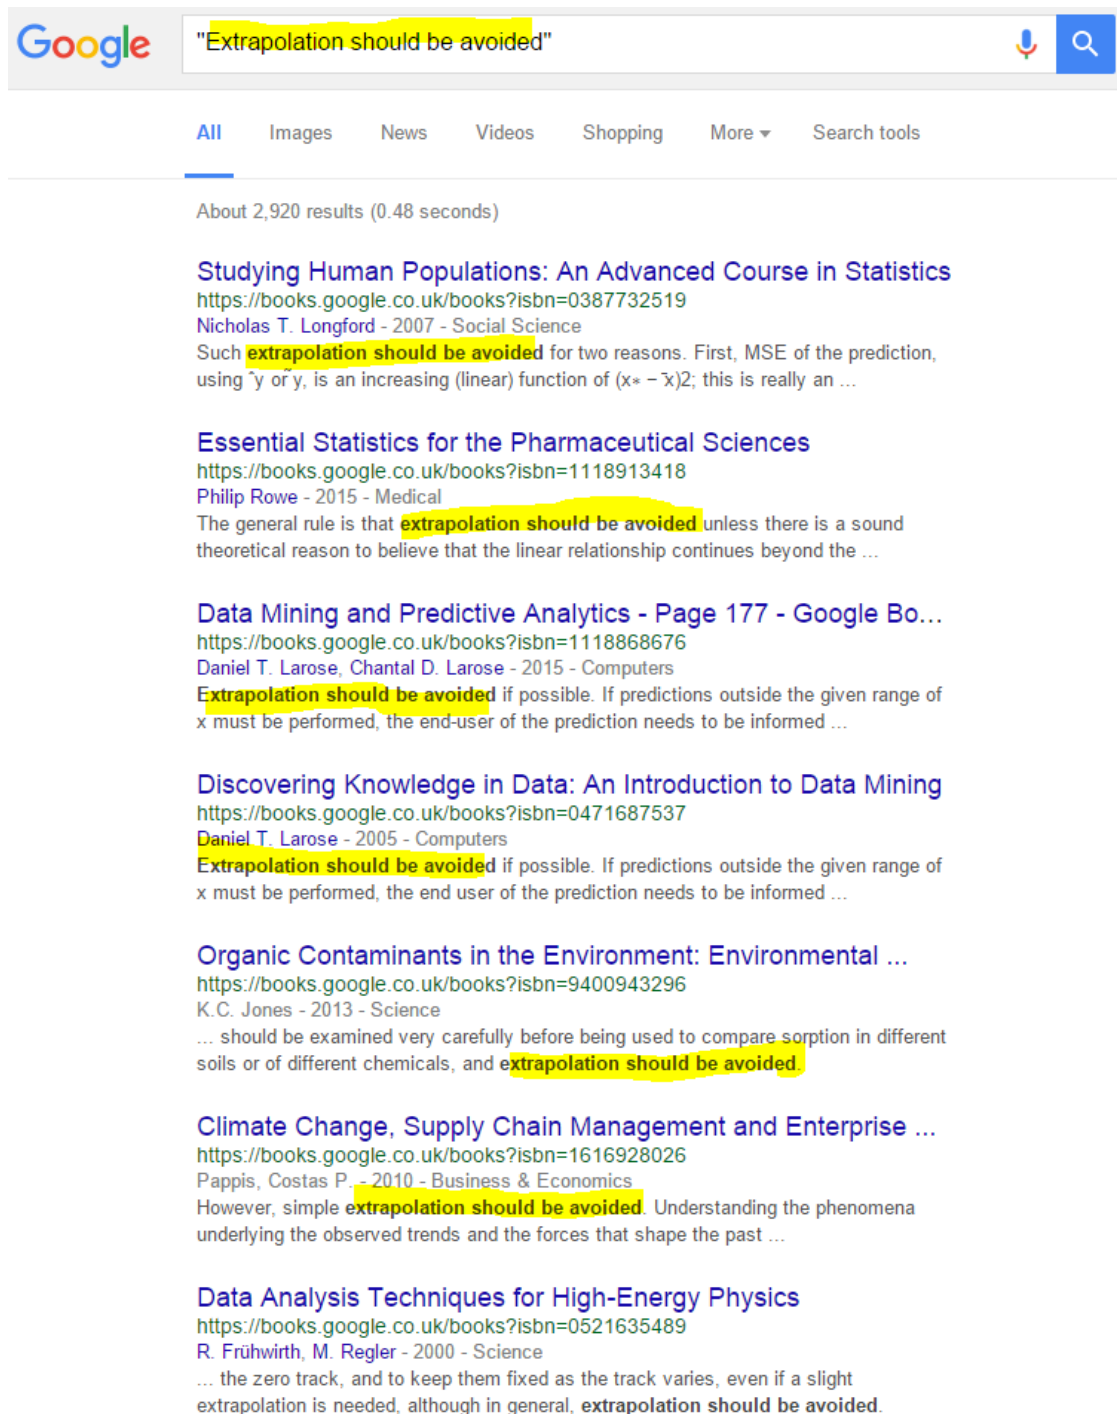 Google
"Extrapolation should be avoided"
All Images News Videos Shopping More Search tools
About 2,920 results (0.48 seconds)
Studying Human Populations: An Advanced Course in Statistics
https://books.google.co.uk/books?isbn=0387732519
Nicholas T. Longford - 2007 - Social Science
Such extrapolation should be avoided for two reasons. First, MSE of the prediction,
using ˆy or ˜y, is an increasing (linear) function of (x∗ − ¯x)2; this is really an ...
Essential Statistics for the Pharmaceutical Sciences
https://books.google.co.uk/books?isbn=1118913418
Philip Rowe - 2015 - Medical
The general rule is that extrapolation should be avoided unless there is a sound
theoretical reason to believe that the linear relationship continues beyond the ...
Data Mining and Predictive Analytics - Page 177 - Google Bo...
https://books.google.co.uk/books?isbn=1118868676
Daniel T. Larose, Chantal D. Larose - 2015 - Computers
Extrapolation should be avoided if possible. If predictions outside the given range of
x must be performed, the end-user of the prediction needs to be informed ...
Discovering Knowledge in Data: An Introduction to Data Mining
https://books.google.co.uk/books?isbn=0471687537
Daniel T. Larose - 2005 - Computers
Extrapolation should be avoided if possible. If predictions outside the given range of
x must be performed, the end user of the prediction needs to be informed ...
Organic Contaminants in the Environment: Environmental ...
https://books.google.co.uk/books?isbn=9400943296
K.C. Jones - 2013 - Science
... should be examined very carefully before being used to compare sorption in different
soils or of different chemicals, and extrapolation should be avoided.
Climate Change, Supply Chain Management and Enterprise ...
https://books.google.co.uk/books?isbn=1616928026
Pappis, Costas P. - 2010 - Business & Economics
However, simple extrapolation should be avoided. Understanding the phenomena
underlying the observed trends and the forces that shape the past ...
Data Analysis Techniques for High-Energy Physics
https://books.google.co.uk/books?isbn=0521635489
R. Frühwirth, M. Regler - 2000 - Science
... the zero track, and to keep them fixed as the track varies, even if a slight
extrapolation is needed, although in general, extrapolation should be avoided.